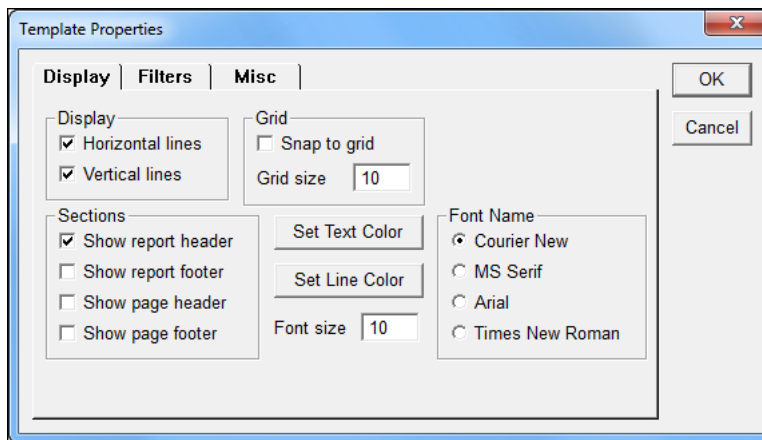 Template Properties
Display Filters Misc
OK
Cancel
Display
Horizontal lines
Vertical lines
Grid
Snap to grid
Grid size 10
Sections
Show report header
Show report footer
Show page header
Show page footer
Set Text Color
Set Line Color
Font size 10
Font Name
Courier New
MS Serif
Arial
Times New Roman